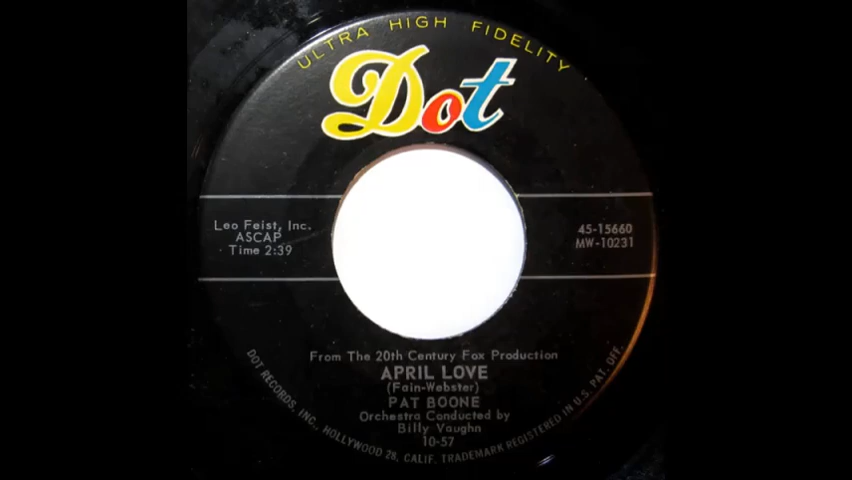 ULTRA HIGH FIDELITY
Dot
Leo Feist, Inc.
ASCAP
Time 2:39
45-15660
MW-10231
From The 20th Century Fox Production
APRIL LOVE
(Fain-Webster)
PAT BOONE
Orchestra Conducted by
Billy Vaughn
10-57
DOT RECORDS, INC., HOLLYWOOD 28, CALIF. TRADEMARK REGISTERED IN U.S. PAT. OFF.